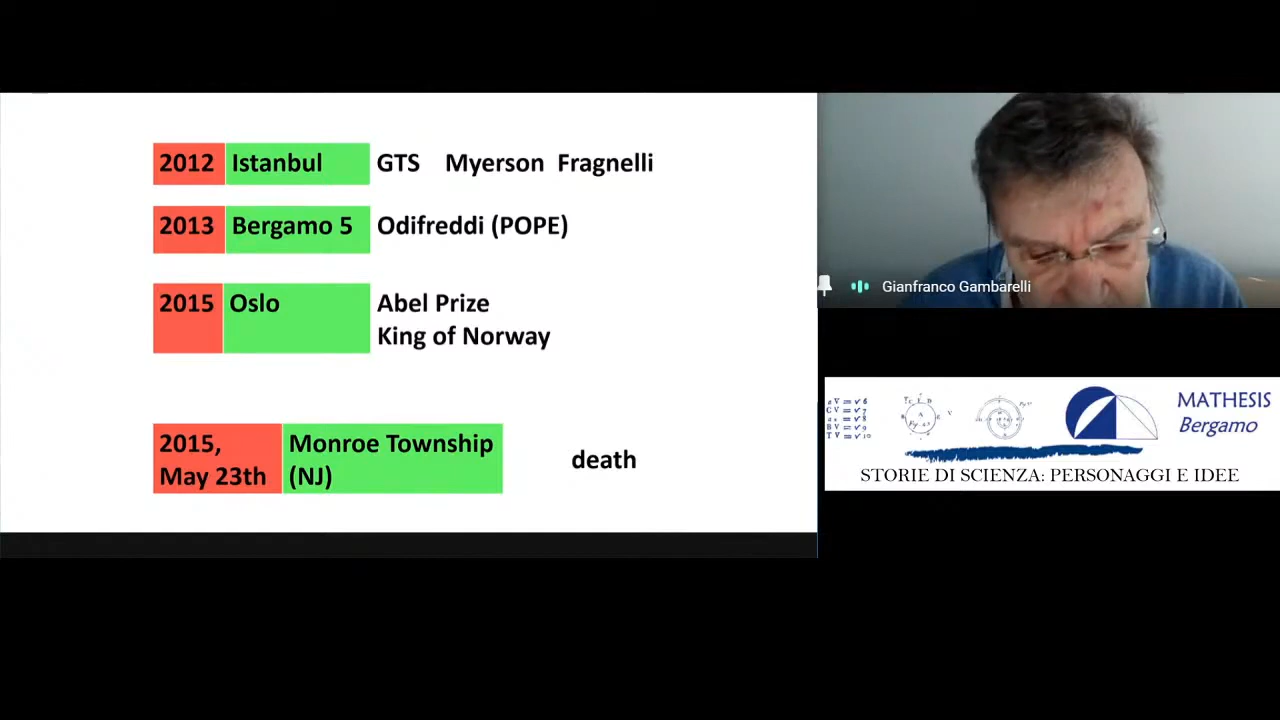 2012 Istanbul GTS Myerson Fragnelli
2013 Bergamo 5 Odifreddi (POPE)
2015 Oslo Abel Prize
King of Norway
2015, May 23th Monroe Township (NJ) death
Gianfranco Gambarelli
MATHESIS
Bergamo
STORIE DI SCIENZA: PERSONAGGI E IDEE